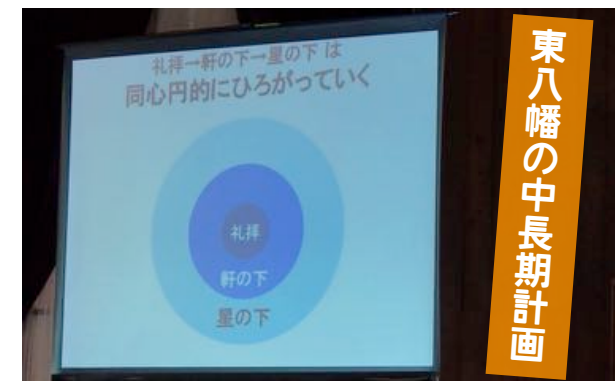 礼拝→軒の下→星の下 は
同心円的にひろがっていく
礼拝
軒の下
星の下
東八幡の中長期計画